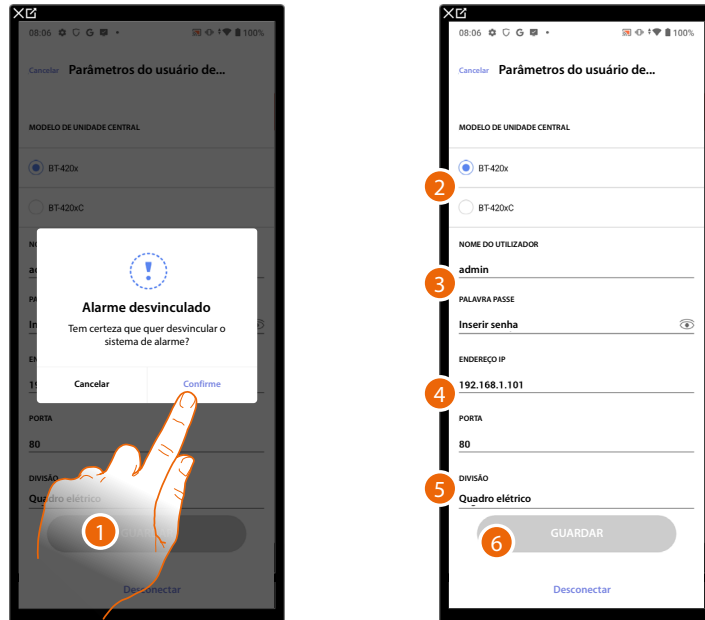 08:06 G • 100%
Cancelar Parâmetros do usuário de...
MODELO DE UNIDADE CENTRAL
BT-420x
BT-420xC
Alarme desvinculado
Tem certeza que quer desvincular o
sistema de alarme?
Cancelar Confirme
PORTA
80
DIVISÃO
Quadro elétrico
1
Desconectar
08:06 G • 100%
Cancelar Parâmetros do usuário de...
MODELO DE UNIDADE CENTRAL
BT-420x
2
BT-420xC
NOME DO UTILIZADOR
admin
3
PALAVRA PASSE
Inserir senha
ENDEREÇO IP
192.168.1.101
4
PORTA
80
DIVISÃO
5
Quadro elétrico
6 GUARDAR
Desconectar